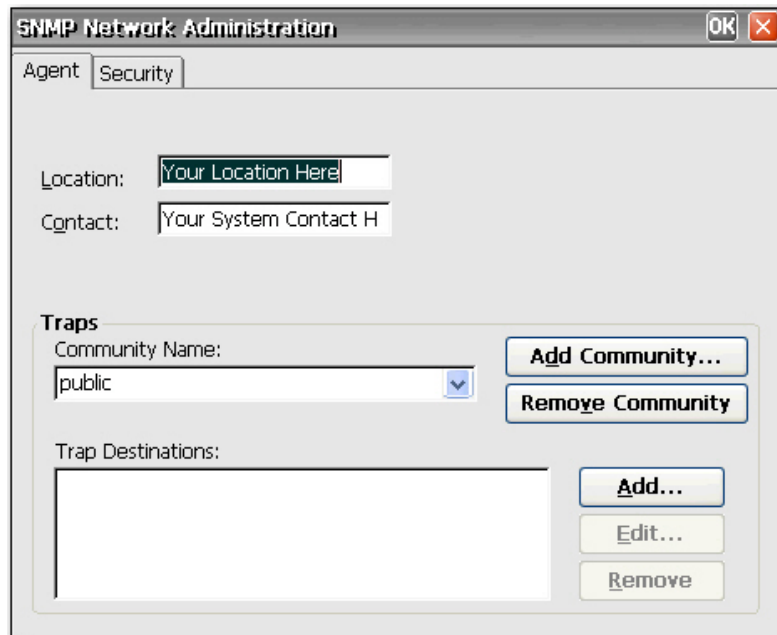 SNMP Network Administration OK
Agent Security
Location: Your Location Here
Contact: Your System Contact H
Traps
Community Name:
public
Add Community...
Remove Community
Trap Destinations:
Add...
Edit...
Remove